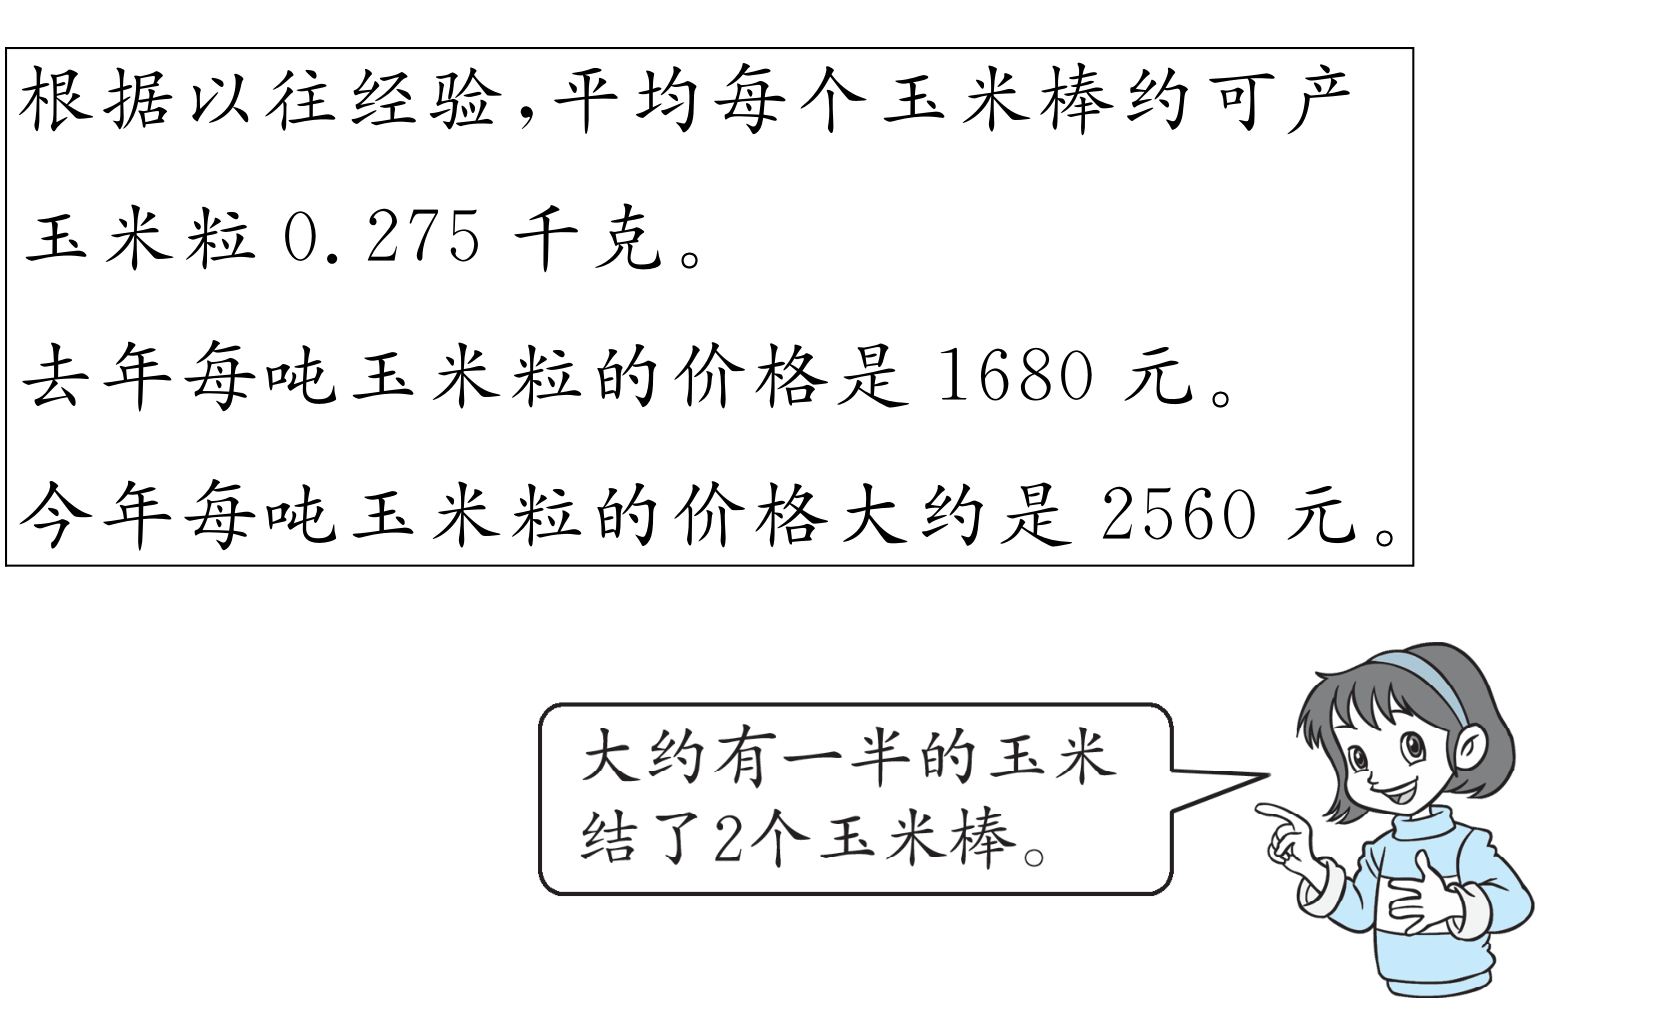 根据以往经验,平均每个玉米棒约可产
玉米粒 0.275 千克。
去年每吨玉米粒的价格是 1680 元。
今年每吨玉米粒的价格大约是 2560 元。
大约有一半的玉米
结了2个玉米棒。